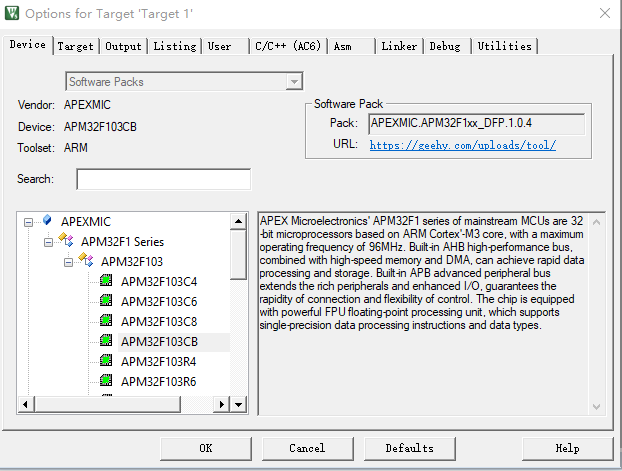 Options for Target 'Target 1'
Device Target Output Listing User C/C++ (AC6) Asm Linker Debug Utilities
Software Packs
Vendor: APEXMIC
Device: APM32F103CB
Toolset: ARM
Search:
Software Pack
Pack: APEXMIC.APM32F1xx_DFP.1.0.4
URL: https://geehy.com/uploads/tool/
APEXMIC
APM32F1 Series
APM32F103
APM32F103C4
APM32F103C6
APM32F103C8
APM32F103CB
APM32F103R4
APM32F103R6
APEX Microelectronics' APM32F1 series of mainstream MCUs are 32
-bit microprocessors based on ARM Cortex'-M3 core, with a maximum
operating frequency of 96MHz. Built-in AHB high-performance bus,
combined with high-speed memory and DMA, can achieve rapid data
processing and storage. Built-in APB advanced peripheral bus
extends the rich peripherals and enhanced I/O, guarantees the
rapidity of connection and flexibility of control. The chip is equipped
with powerful FPU floating-point processing unit, which supports
single-precision data processing instructions and data types.
OK Cancel Defaults Help